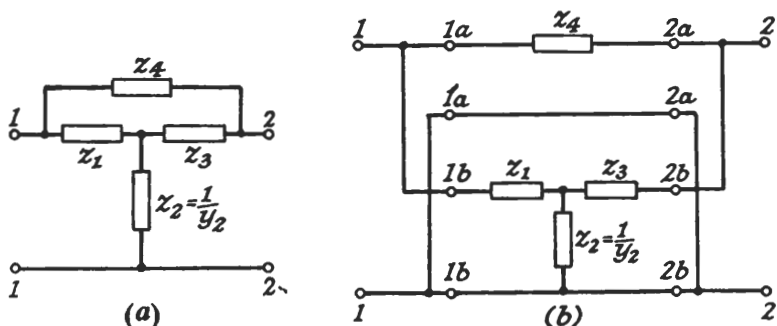 z₄
1
2
z₁
z₃
z₂=1/y₂
1
2
(a)
1
1a
z₄
2a
2
1a
2a
1b
z₁
z₃
2b
z₂=1/y₂
1b
2b
1
2
(b)